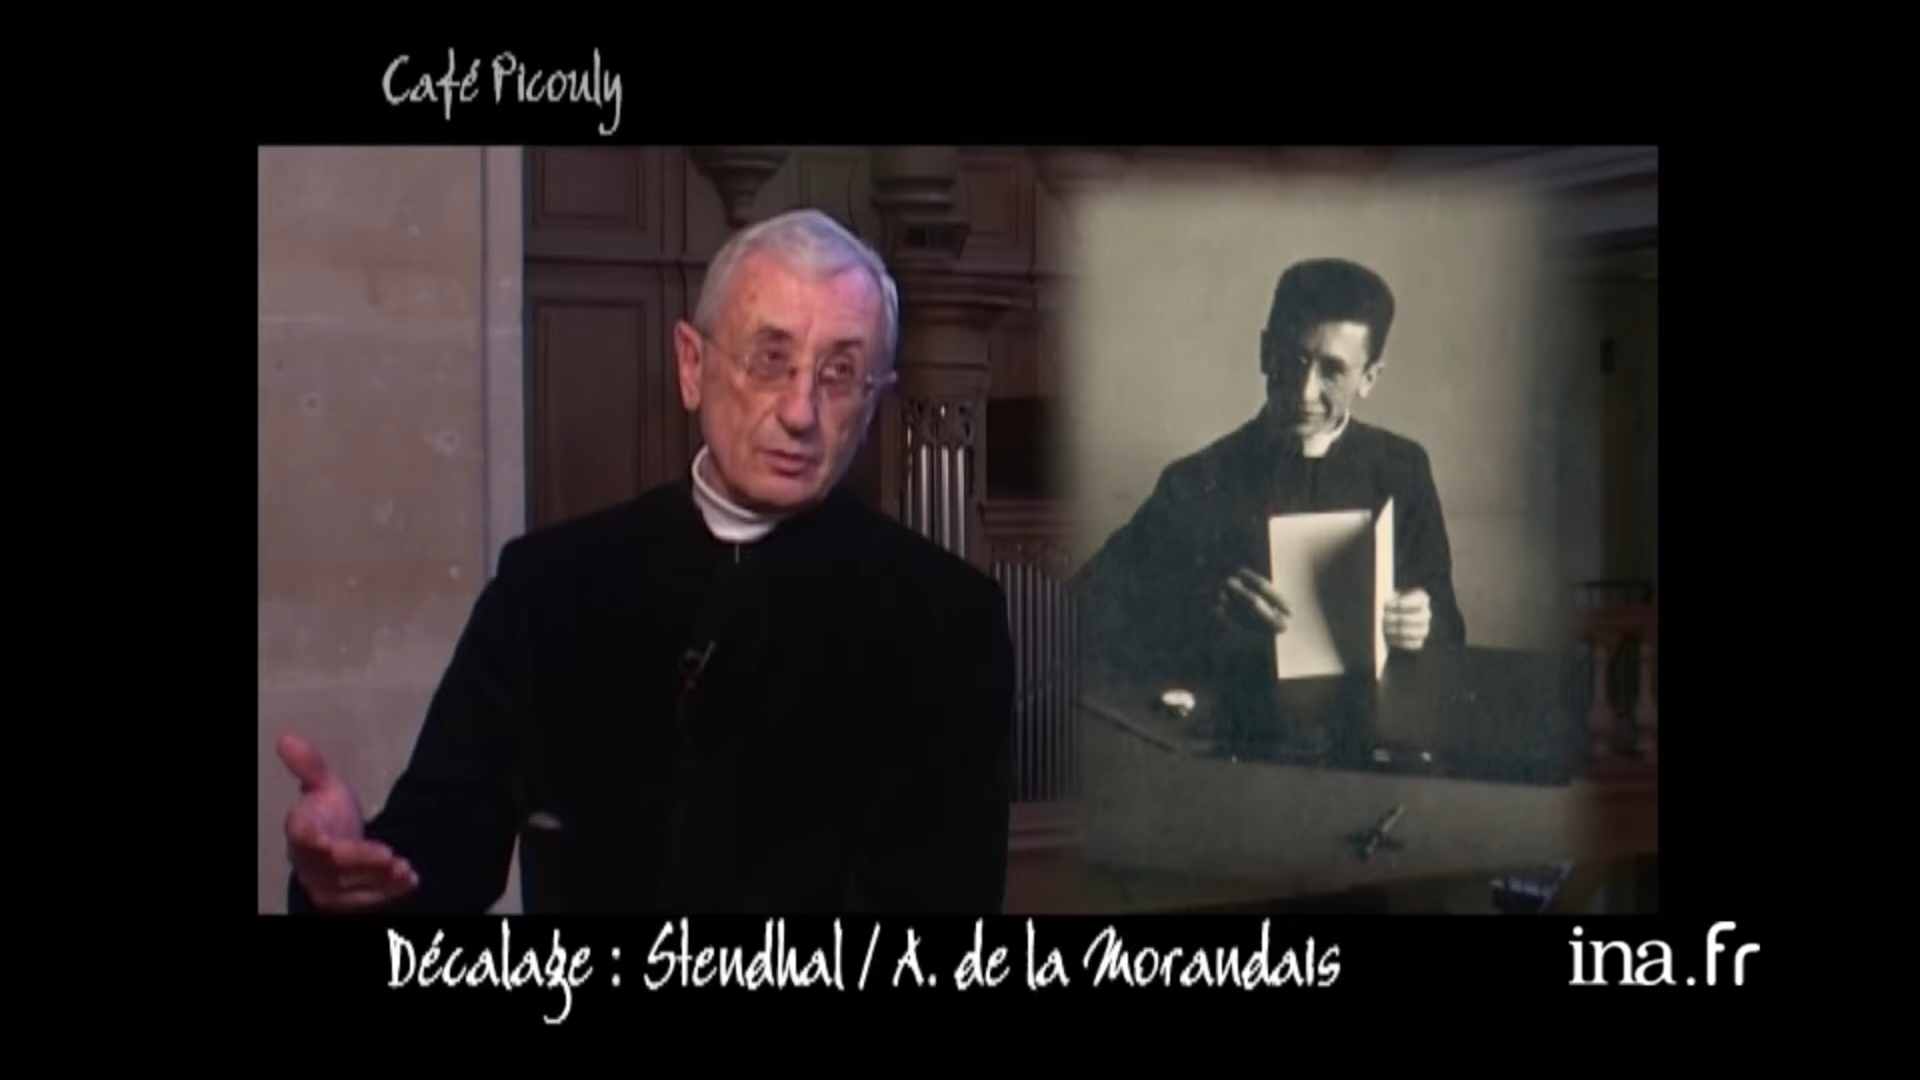 Café Picouly
Décalage : Stendhal / A. de la Morandais
ina.fr